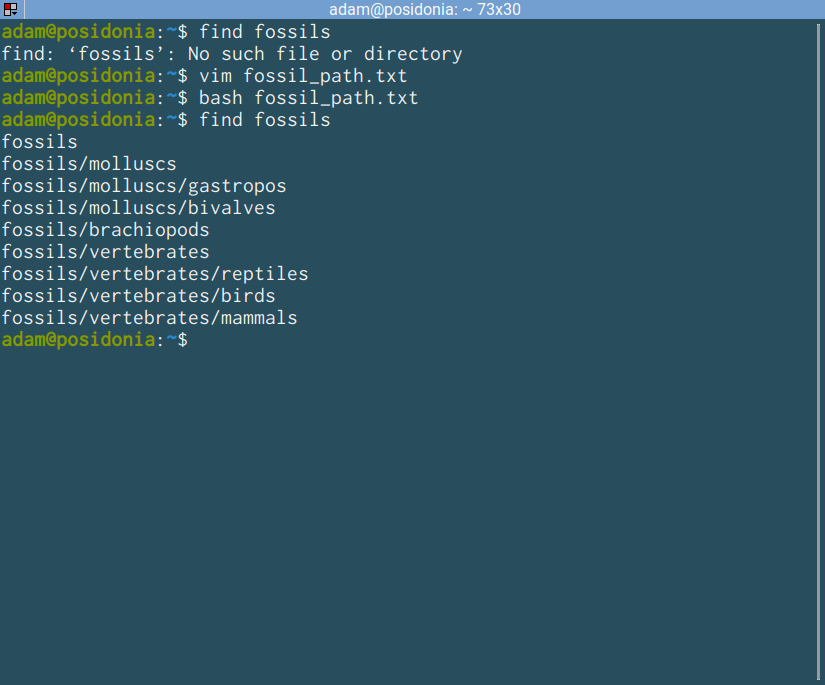 adam@posidonia: ~ 73x30
adam@posidonia:~$ find fossils
find: ‘fossils’: No such file or directory
adam@posidonia:~$ vim fossil_path.txt
adam@posidonia:~$ bash fossil_path.txt
adam@posidonia:~$ find fossils
fossils
fossils/molluscs
fossils/molluscs/gastropos
fossils/molluscs/bivalves
fossils/brachiopods
fossils/vertebrates
fossils/vertebrates/reptiles
fossils/vertebrates/birds
fossils/vertebrates/mammals
adam@posidonia:~$